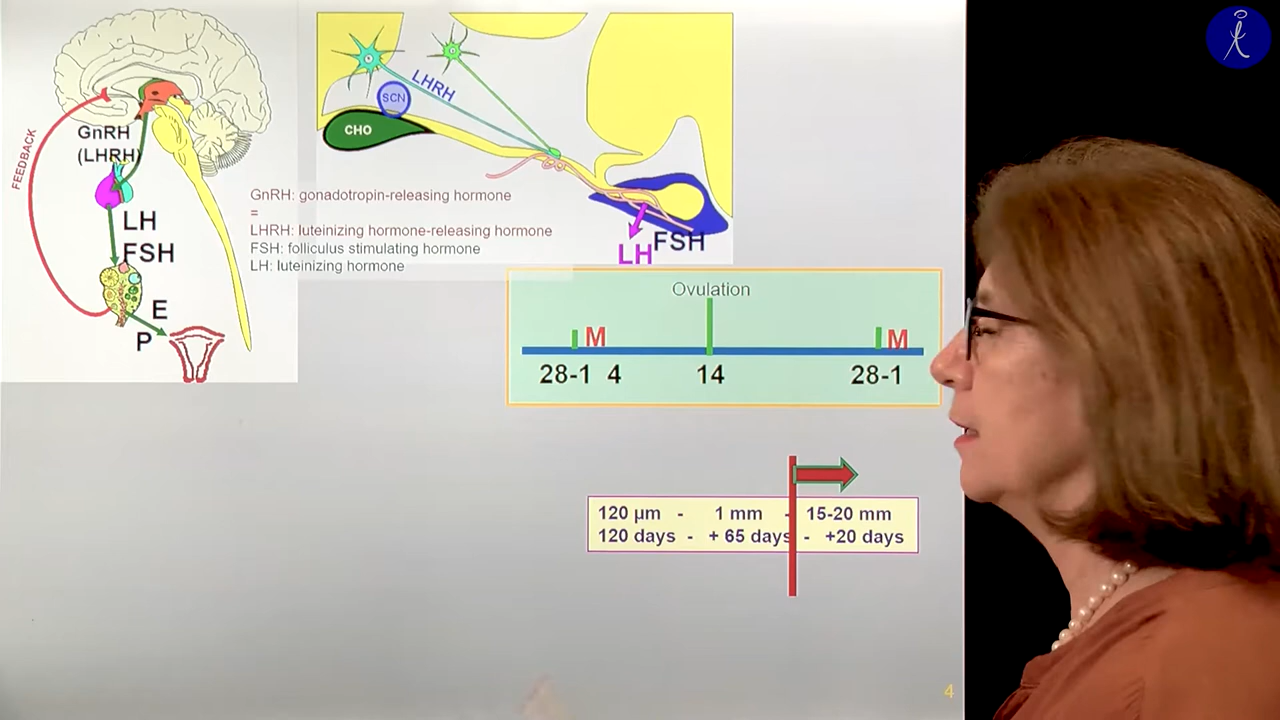 FEEDBACK
GnRH
(LHRH)
LH
FSH
E
P
LHRH
SCN
CHO
LH
FSH
GnRH: gonadotropin-releasing hormone
=
LHRH: luteinizing hormone-releasing hormone
FSH: folliculus stimulating hormone
LH: luteinizing hormone
Ovulation
M
M
28-1 4 14 28-1
120 µm - 1 mm - 15-20 mm
120 days - + 65 days - +20 days
4